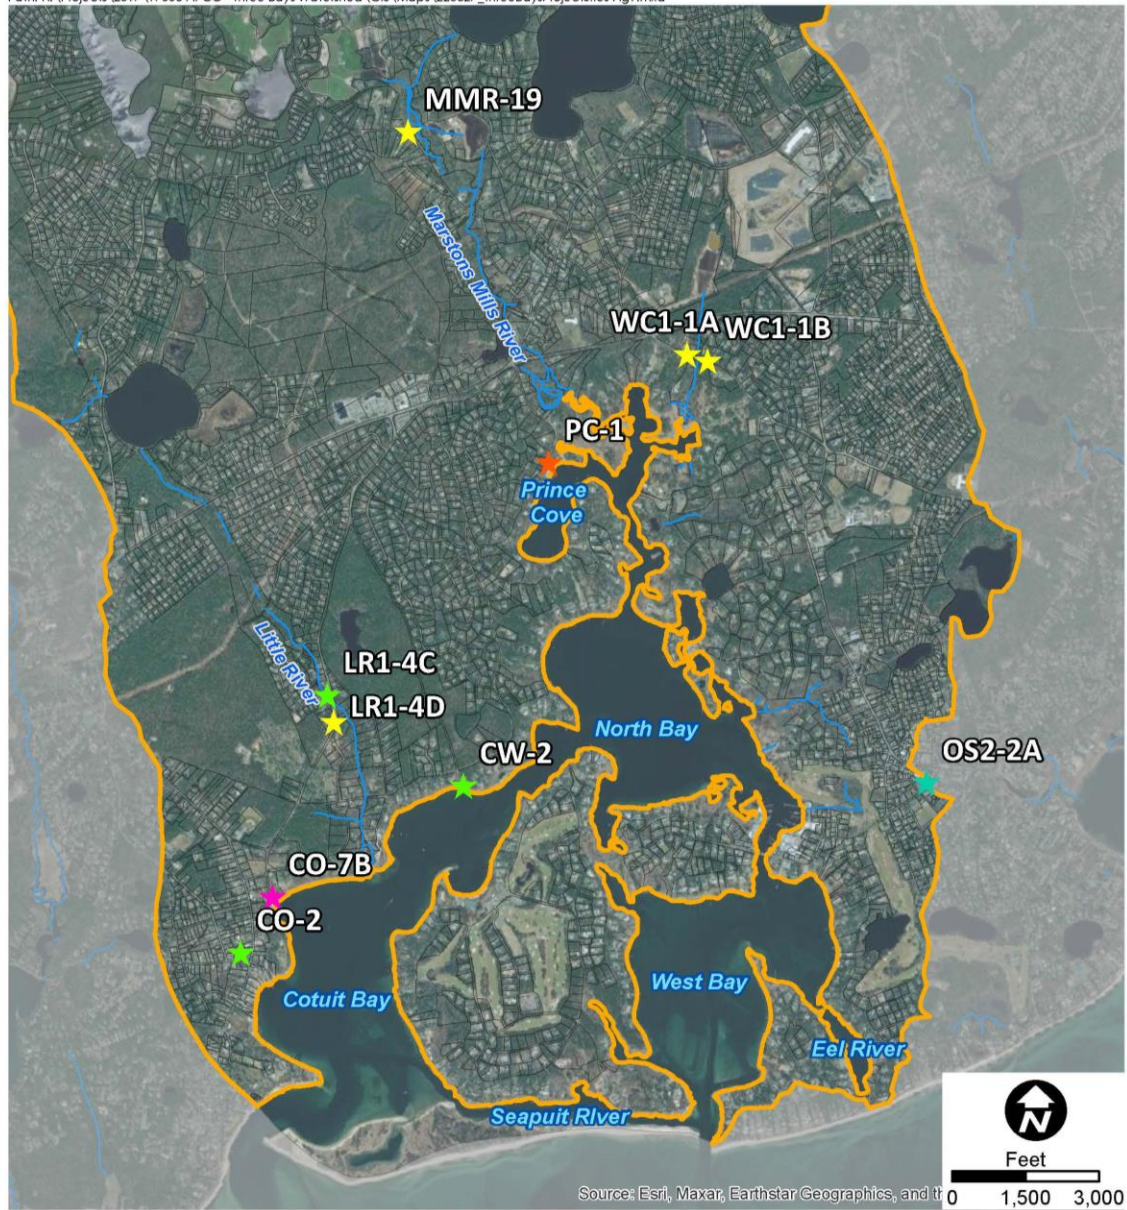 MMR-19
Marstons Mills River
WC1-1A
WC1-1B
PC-1
Prince
Cove
Little River
LR1-4C
LR1-4D
North Bay
CW-2
OS2-2A
CO-7B
CO-2
Cotuit Bay
West Bay
Eel River
Seapuit River
N
Feet
0 1,500 3,000
Source: Esri, Maxar, Earthstar Geographics, and